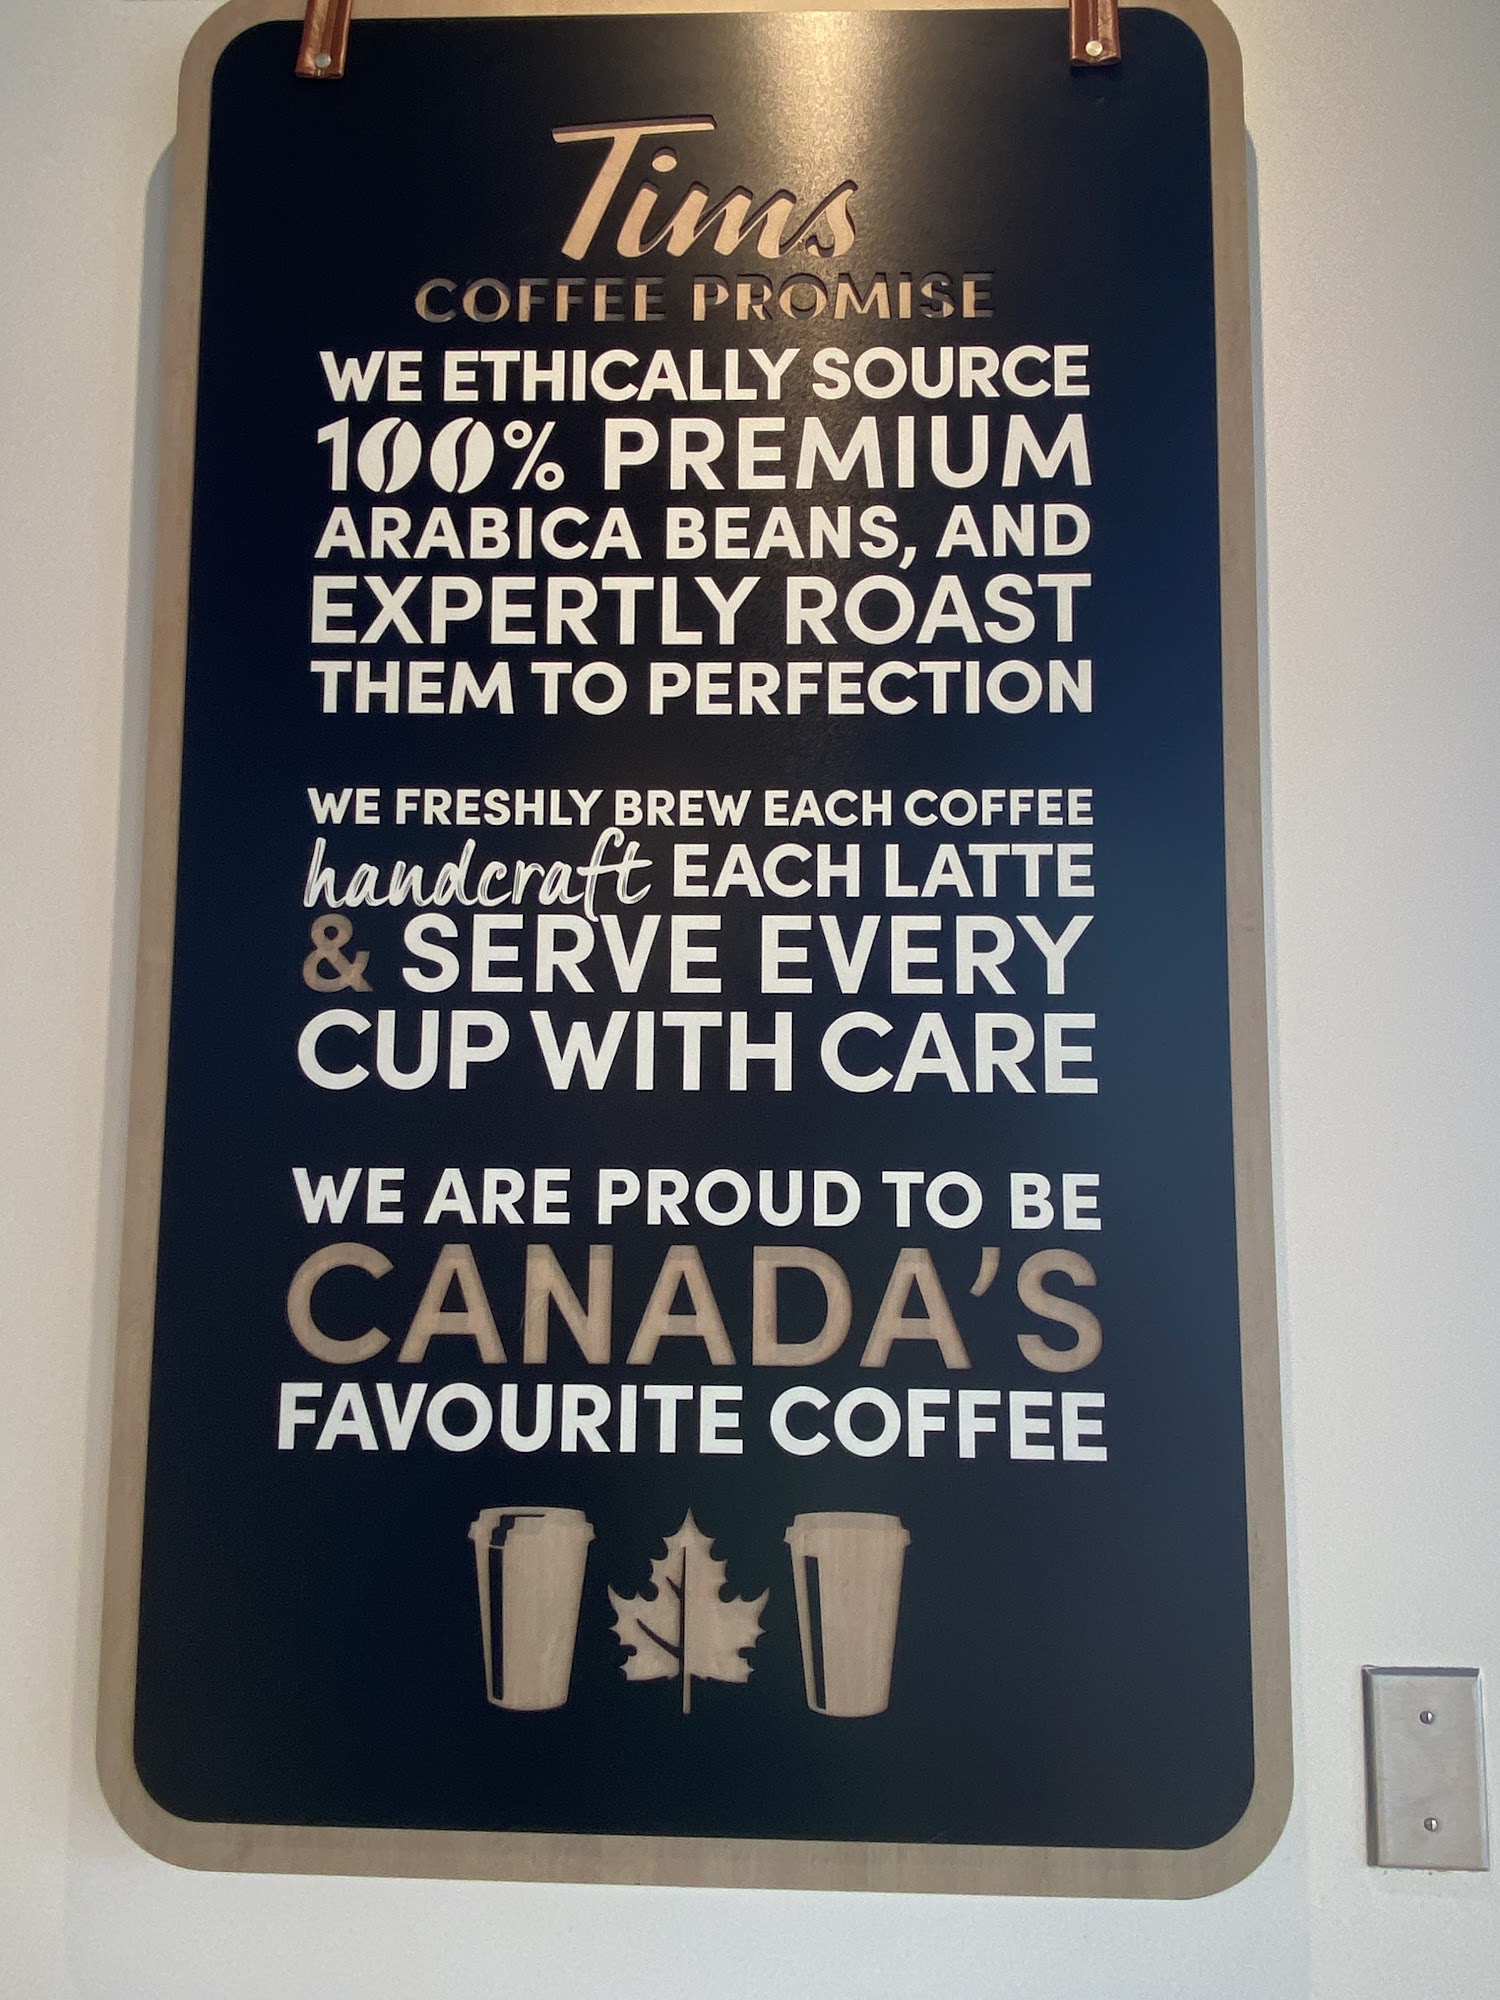 Tims
COFFEE PROMISE
WE ETHICALLY SOURCE
100% PREMIUM
ARABICA BEANS, AND
EXPERTLY ROAST
THEM TO PERFECTION
WE FRESHLY BREW EACH COFFEE
handcraft EACH LATTE
& SERVE EVERY
CUP WITH CARE
WE ARE PROUD TO BE
CANADA'S
FAVOURITE COFFEE